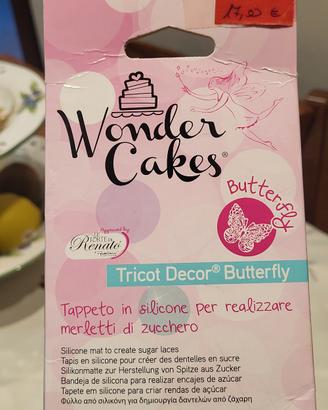 17,00 €
Wonder
Cakes®
Butterfly
Approved by
LE TORTE DI
Renato
Tricot Decor® Butterfly
Tappeto in silicone per realizzare
merletti di zucchero
Silicone mat to create sugar laces
Tapis en silicone pour créer des dentelles en sucre
Silikonmatte zur Herstellung von Spitze aus Zucker
Bandeja de silicona para realizar encajes de azúcar
Tapete em silicone para criar rendas de açúcar
Φύλλο από σιλικόνη για δημιουργία δαντελών από ζάχαρη